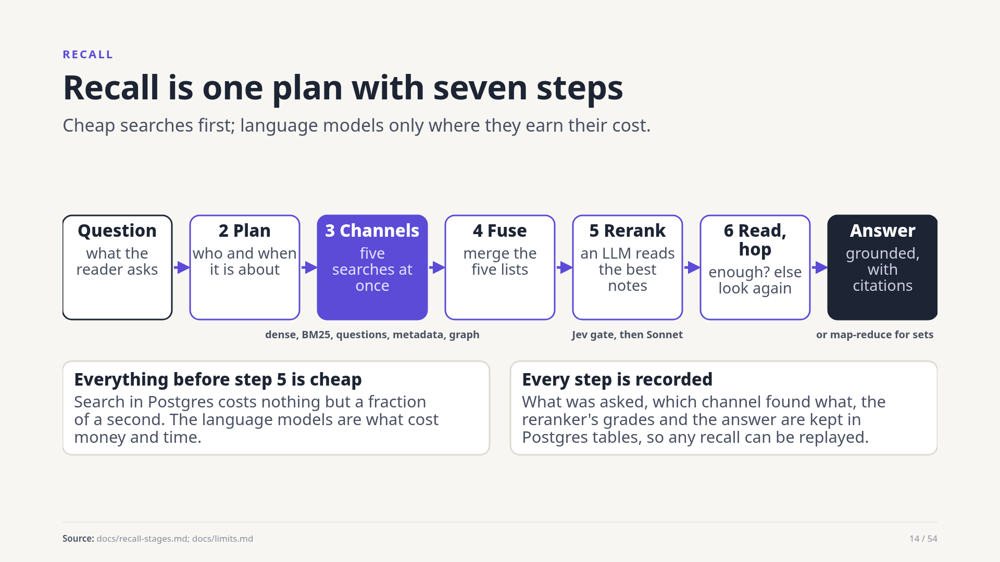 RECALL
Recall is one plan with seven steps
Cheap searches first; language models only where they earn their cost.
Question
what the
reader asks
2 Plan
who and when
it is about
3 Channels
five
searches at
once
4 Fuse
merge the
five lists
5 Rerank
an LLM reads
the best
notes
6 Read,
hop
enough? else
look again
Answer
grounded,
with
citations
dense, BM25, questions, metadata, graph
Jev gate, then Sonnet
or map-reduce for sets
Everything before step 5 is cheap
Search in Postgres costs nothing but a fraction
of a second. The language models are what cost
money and time.
Every step is recorded
What was asked, which channel found what, the
reranker's grades and the answer are kept in
Postgres tables, so any recall can be replayed.
Source: docs/recall-stages.md; docs/limits.md
14 / 54